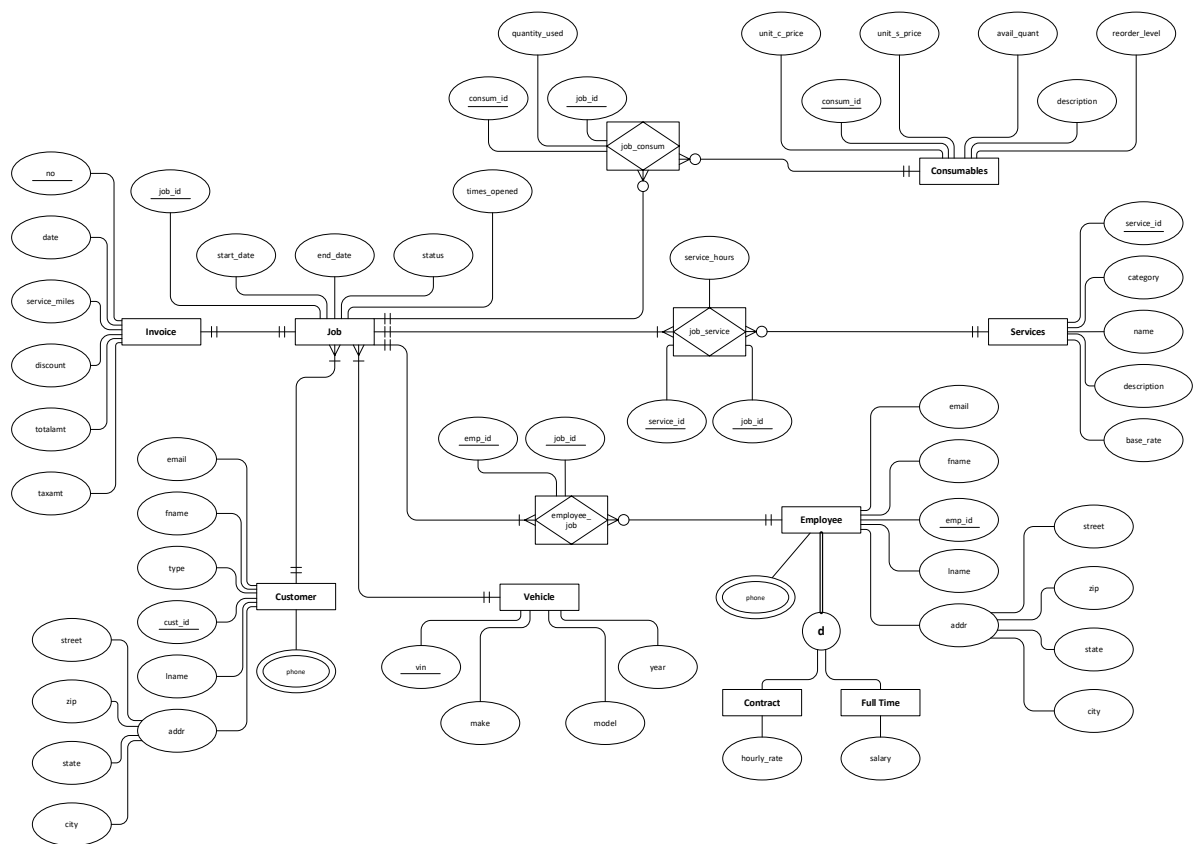 quantity_used
unit_c_price
unit_s_price
avail_quant
reorder_level
consum_id
job_id
consum_id
description
job_consum
Consumables
no
job_id
times_opened
date
start_date
end_date
status
service_hours
service_id
category
service_miles
Invoice
Job
job_service
Services
name
discount
description
totalamt
service_id
job_id
email
base_rate
emp_id
job_id
email
fname
taxamt
fname
employee_
job
Employee
emp_id
street
type
lname
Customer
Vehicle
phone
zip
cust_id
addr
d
street
phone
vin
year
state
lname
zip
Contract
Full Time
city
addr
make
model
state
hourly_rate
salary
city